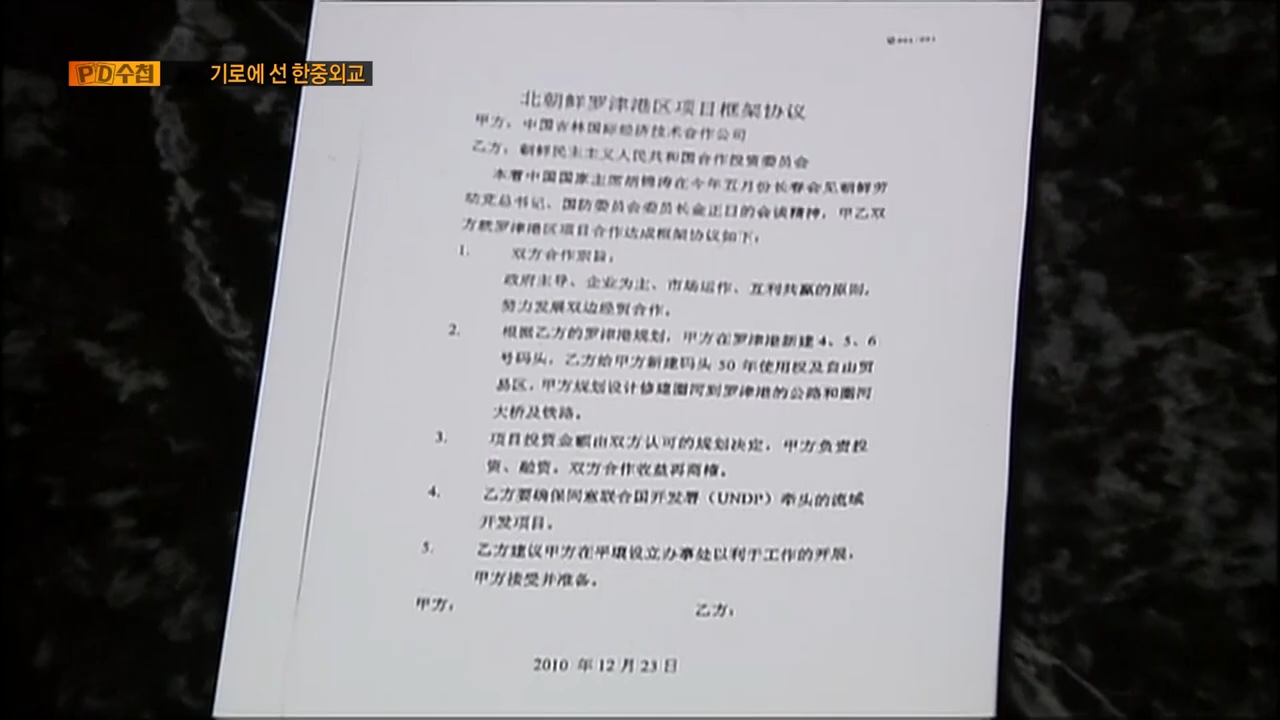 PD수첩 기로에 선 한중외교
北朝鲜罗津港区项目框架协议
甲方：中国吉林国际经济技术合作公司
乙方：朝鲜民主主义人民共和国合作投资委员会
本着中国国家主席胡锦涛在今年五月份长春会见朝鲜劳
动党总书记、国防委员会委员长金正日的会谈精神，甲乙双
方就罗津港区项目合作达成框架协议如下：
1. 双方合作宗旨：
政府主导、企业为主、市场运作、互利共赢的原则，
努力发展双边经贸合作。
2. 根据乙方的罗津港规划，甲方在罗津港新建 4、5、6
号码头，乙方给甲方新建码头 50 年使用权及自由贸
易区，甲方规划设计修建圈河到罗津港的公路和圈河
大桥及铁路。
3. 项目投资金额由双方认可的规划决定，甲方负责投
资、融资，双方合作收益再商榷。
4. 乙方要确保同意联合国开发署（UNDP）牵头的流域
开发项目。
5. 乙方建议甲方在平壤设立办事处以利于工作的开展，
甲方接受并准备。
甲方： 乙方：
2010 年 12 月 23 日